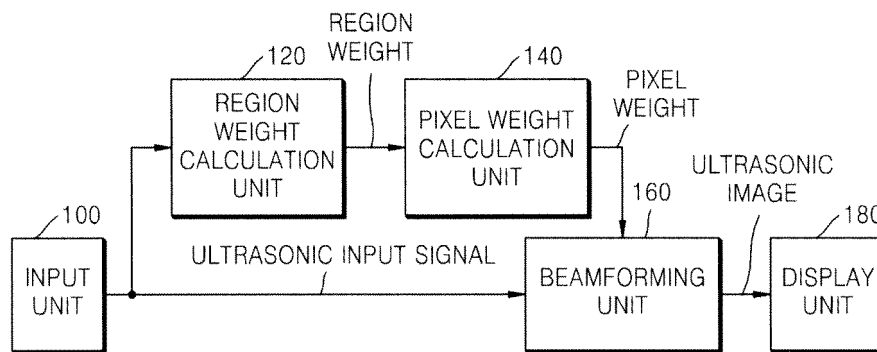 120
REGION
WEIGHT
CALCULATION
UNIT
REGION
WEIGHT
140
PIXEL WEIGHT
CALCULATION
UNIT
PIXEL
WEIGHT
100
INPUT
UNIT
ULTRASONIC INPUT SIGNAL
160
BEAMFORMING
UNIT
ULTRASONIC
IMAGE
180
DISPLAY
UNIT